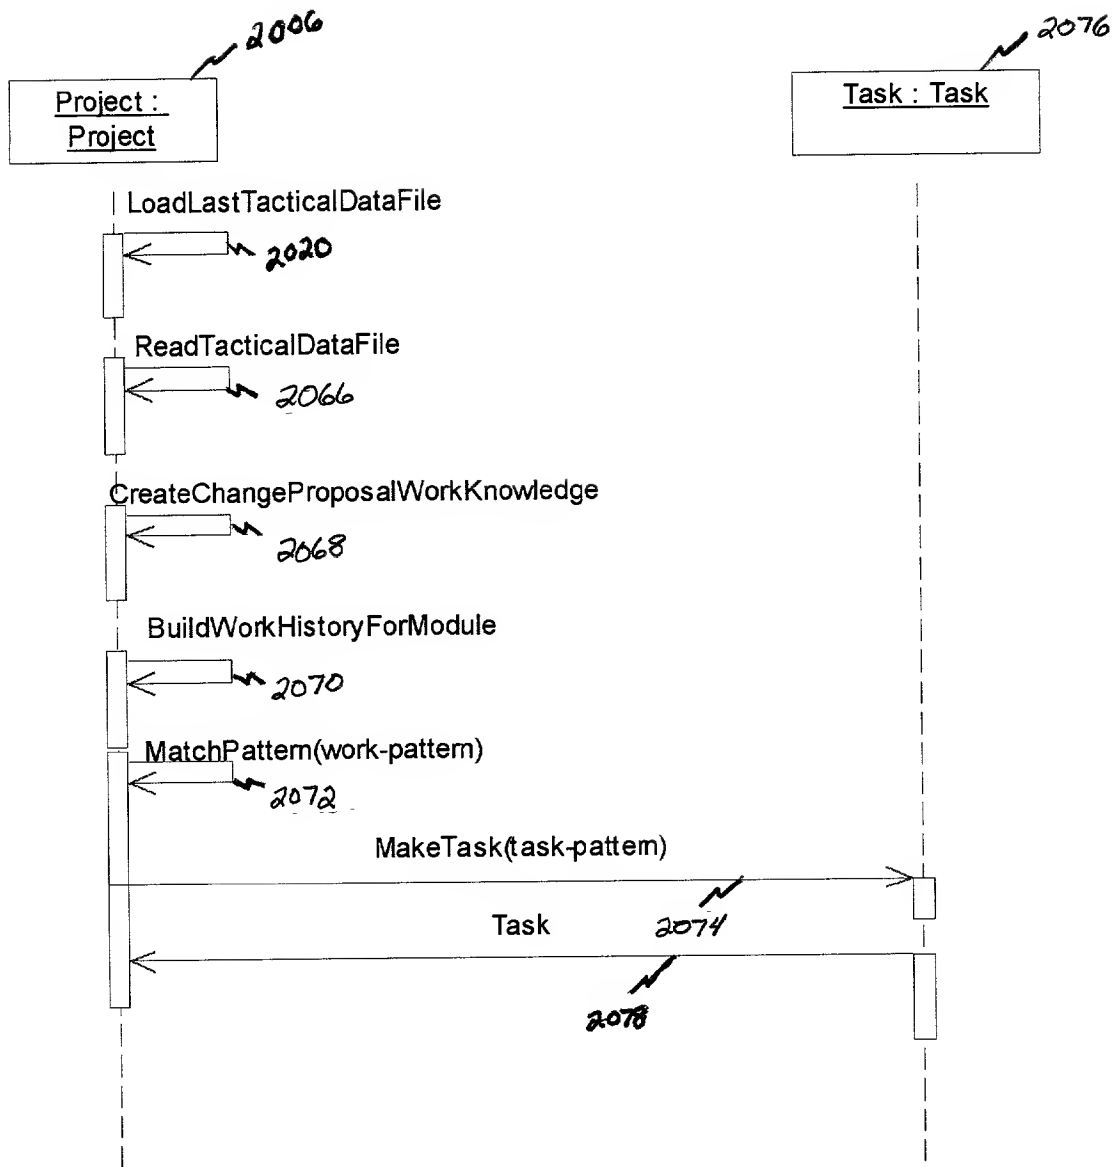 2006
2076
Project :
Project
Task : Task
LoadLastTacticalDataFile
2020
ReadTacticalDataFile
2066
CreateChangeProposalWorkKnowledge
2068
BuildWorkHistoryForModule
2070
MatchPattern(work-pattern)
2072
MakeTask(task-pattern)
2074
Task
2078